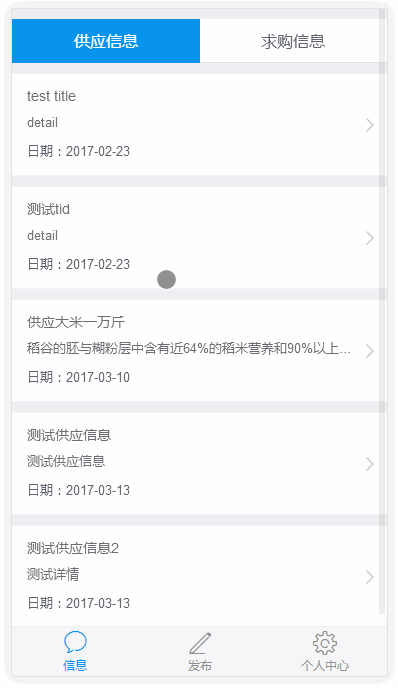 供应信息
求购信息
test title
detail
日期：2017-02-23
测试tid
detail
日期：2017-02-23
供应大米一万斤
稻谷的胚与糊粉层中含有近64%的稻米营养和90%以上…
日期：2017-03-10
测试供应信息
测试供应信息
日期：2017-03-13
测试供应信息2
测试详情
日期：2017-03-13
信息
发布
个人中心